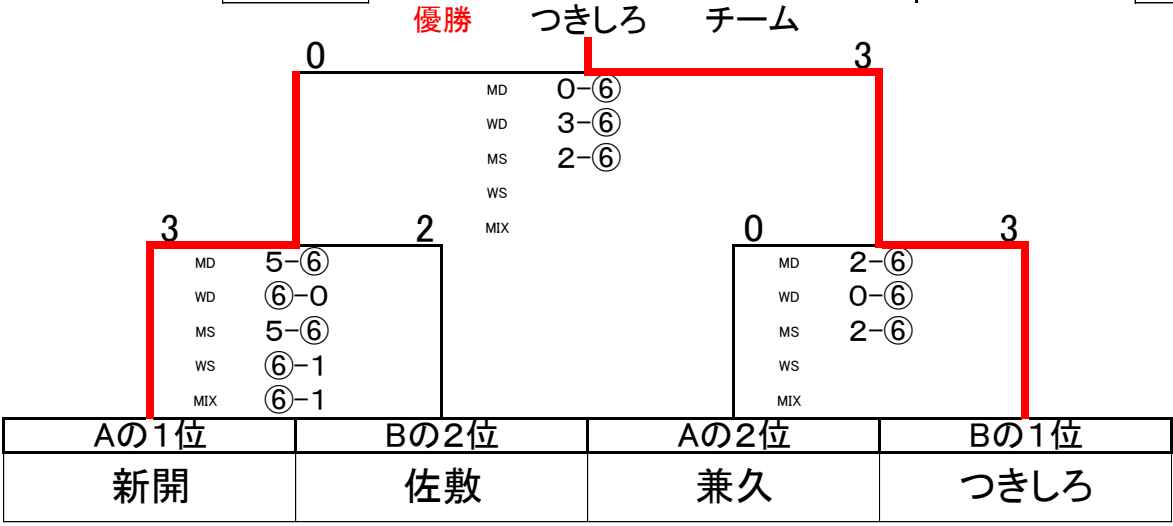 優勝 つきしろ チーム
0 3
MD 0-⑥
WD 3-⑥
MS 2-⑥
WS
MIX
3 2 0 3
MD 5-⑥ MD 2-⑥
WD ⑥-0 WD 0-⑥
MS 5-⑥ MS 2-⑥
WS ⑥-1 WS
MIX ⑥-1 MIX
Aの1位 Bの2位 Aの2位 Bの1位
新開 佐敷 兼久 つきしろ